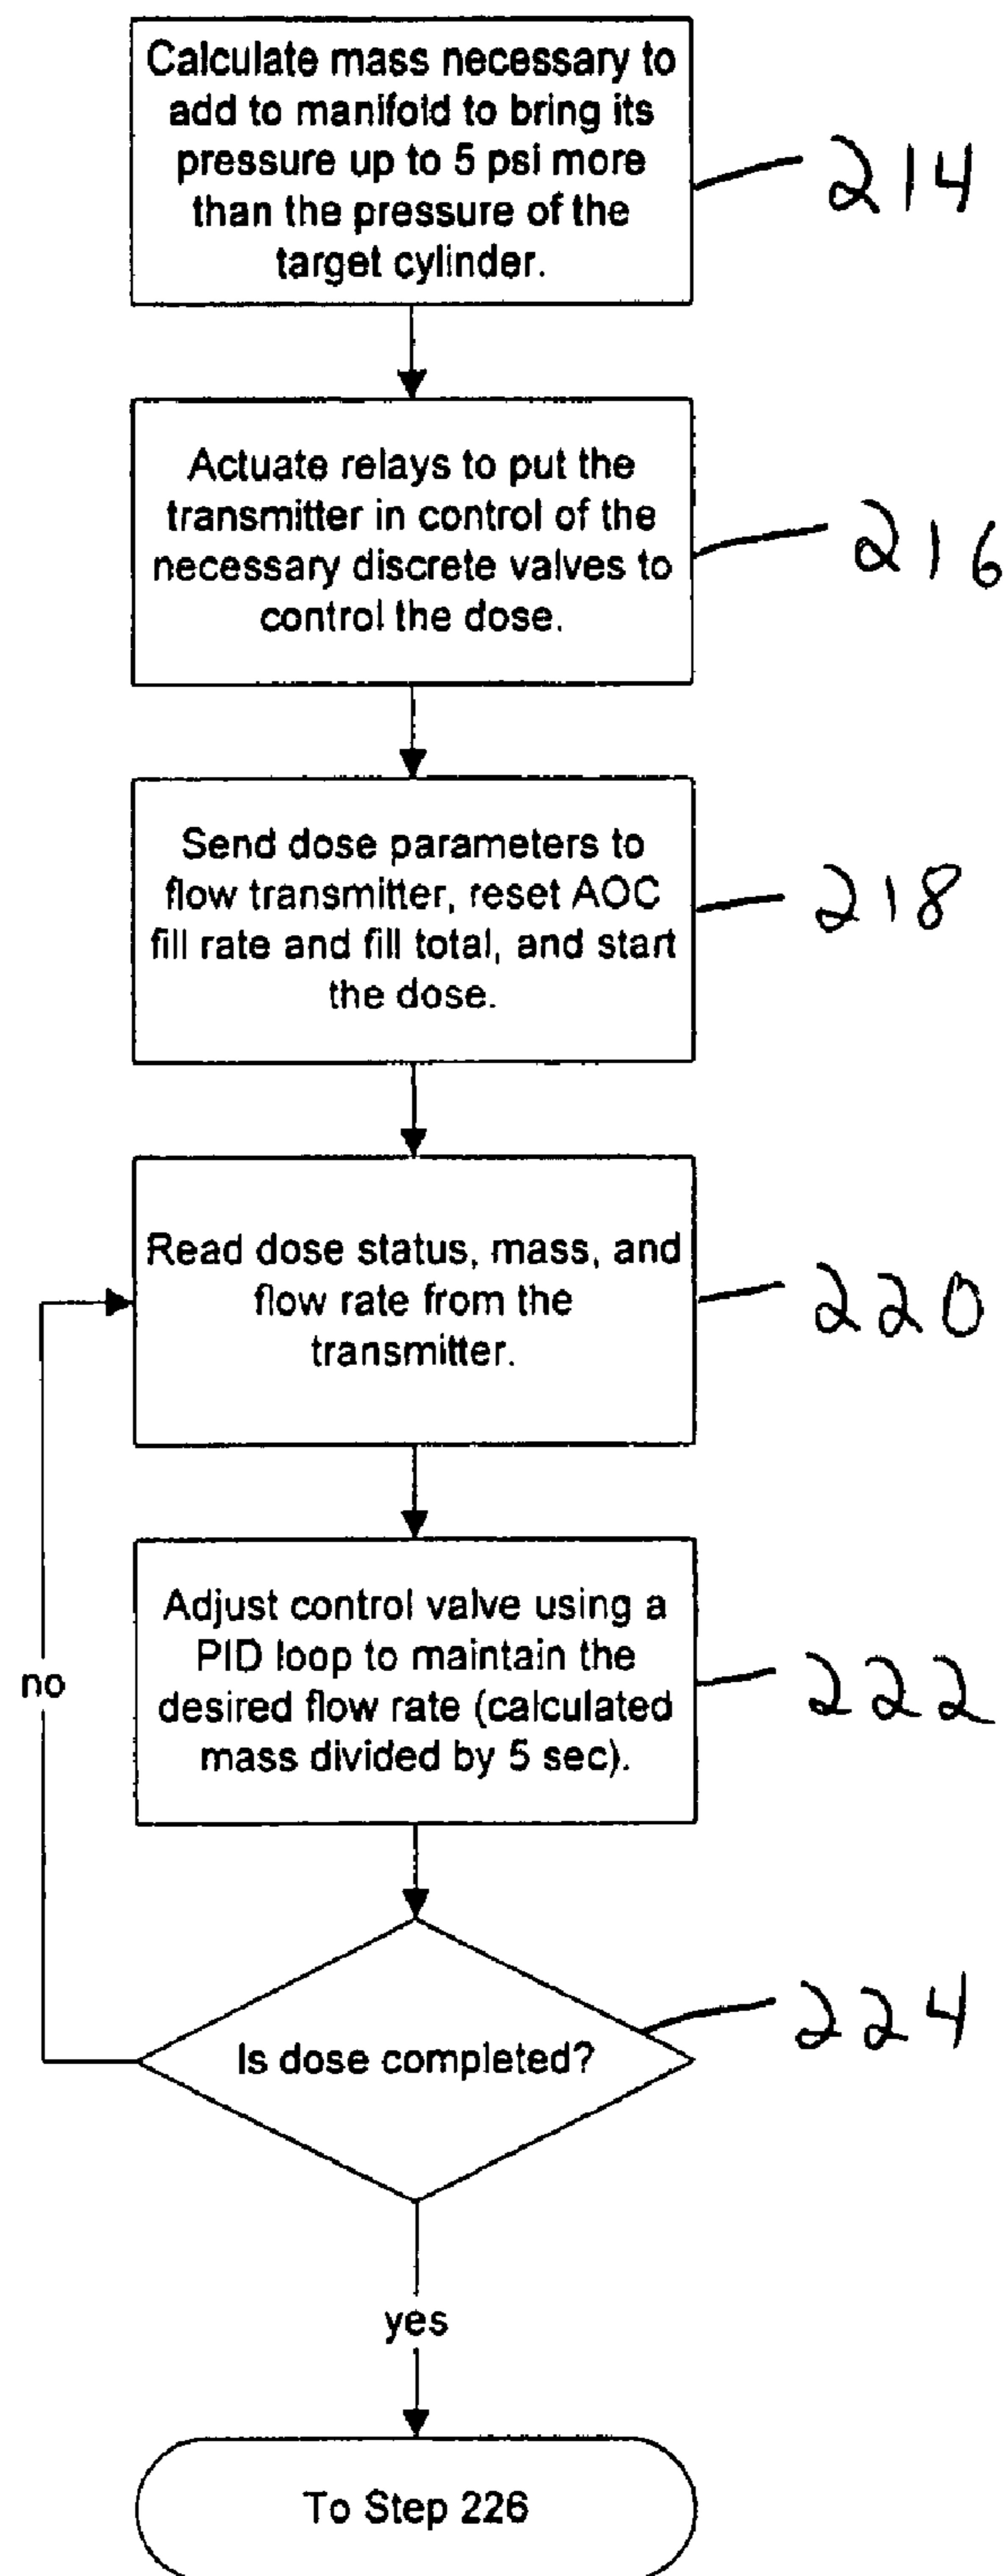 Calculate mass necessary to
add to manifold to bring its
pressure up to 5 psi more
than the pressure of the
target cylinder.
214
Actuate relays to put the
transmitter in control of the
necessary discrete valves to
control the dose.
216
Send dose parameters to
flow transmitter, reset AOC
fill rate and fill total, and start
the dose.
218
Read dose status, mass, and
flow rate from the
transmitter.
220
Adjust control valve using a
PID loop to maintain the
desired flow rate (calculated
mass divided by 5 sec).
222
no
Is dose completed?
224
yes
To Step 226